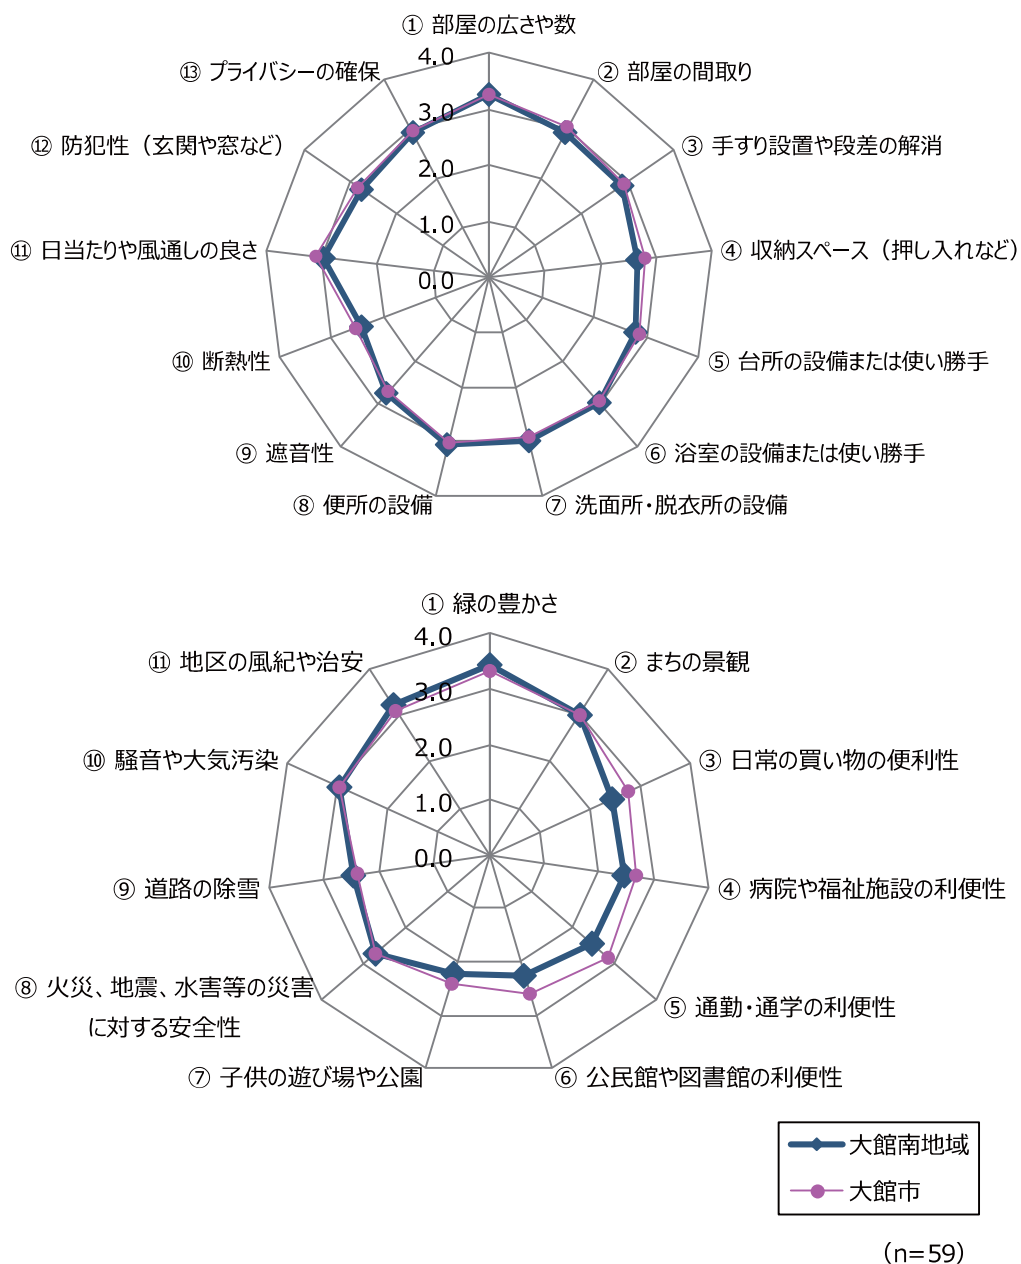 ① 部屋の広さや数
② 部屋の間取り
③ 手すり設置や段差の解消
④ 収納スペース（押し入れなど）
⑤ 台所の設備または使い勝手
⑥ 浴室の設備または使い勝手
⑦ 洗面所・脱衣所の設備
⑧ 便所の設備
⑨ 遮音性
⑩ 断熱性
⑪ 日当たりや風通しの良さ
⑫ 防犯性（玄関や窓など）
⑬ プライバシーの確保
4.0
3.0
2.0
1.0
0.0
① 緑の豊かさ
② まちの景観
③ 日常の買い物の便利性
④ 病院や福祉施設の利便性
⑤ 通勤・通学の利便性
⑥ 公民館や図書館の利便性
⑦ 子供の遊び場や公園
⑧ 火災、地震、水害等の災害
に対する安全性
⑨ 道路の除雪
⑩ 騒音や大気汚染
⑪ 地区の風紀や治安
4.0
3.0
2.0
1.0
0.0
大館南地域
大館市
（n=59）